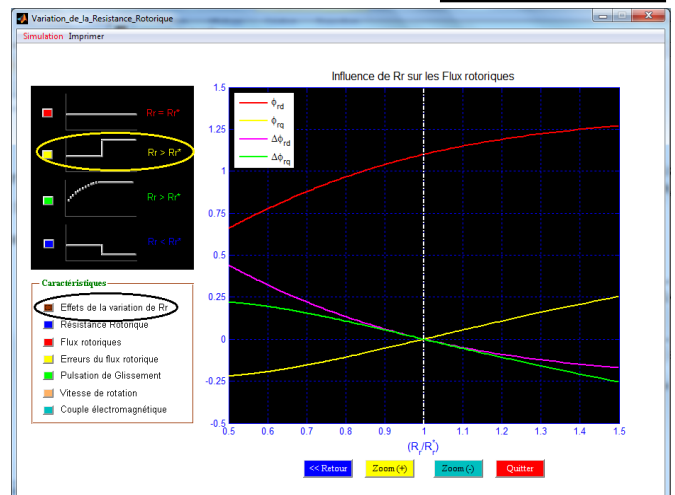 Variation_de_la_Resistance_Rotorique
Simulation Imprimer
Influence de Rr sur les Flux rotoriques
Rr = Rr*
Rr > Rr*
Rr > Rr*
Rr < Rr*
Caractéristiques
Effets de la variation de Rr
Résistance Rotorique
Flux rotoriques
Erreurs du flux rotorique
Pulsation de Glissement
Vitesse de rotation
Couple électromagnétique
1.5
1.25
1
0.75
0.5
0.25
0
-0.25
-0.5
ϕrd
ϕrq
Δϕrd
Δϕrq
0.5 0.6 0.7 0.8 0.9 1 1.1 1.2 1.3 1.4 1.5
(Rr/Rr*)
<< Retour Zoom (+) Zoom (-) Quitter